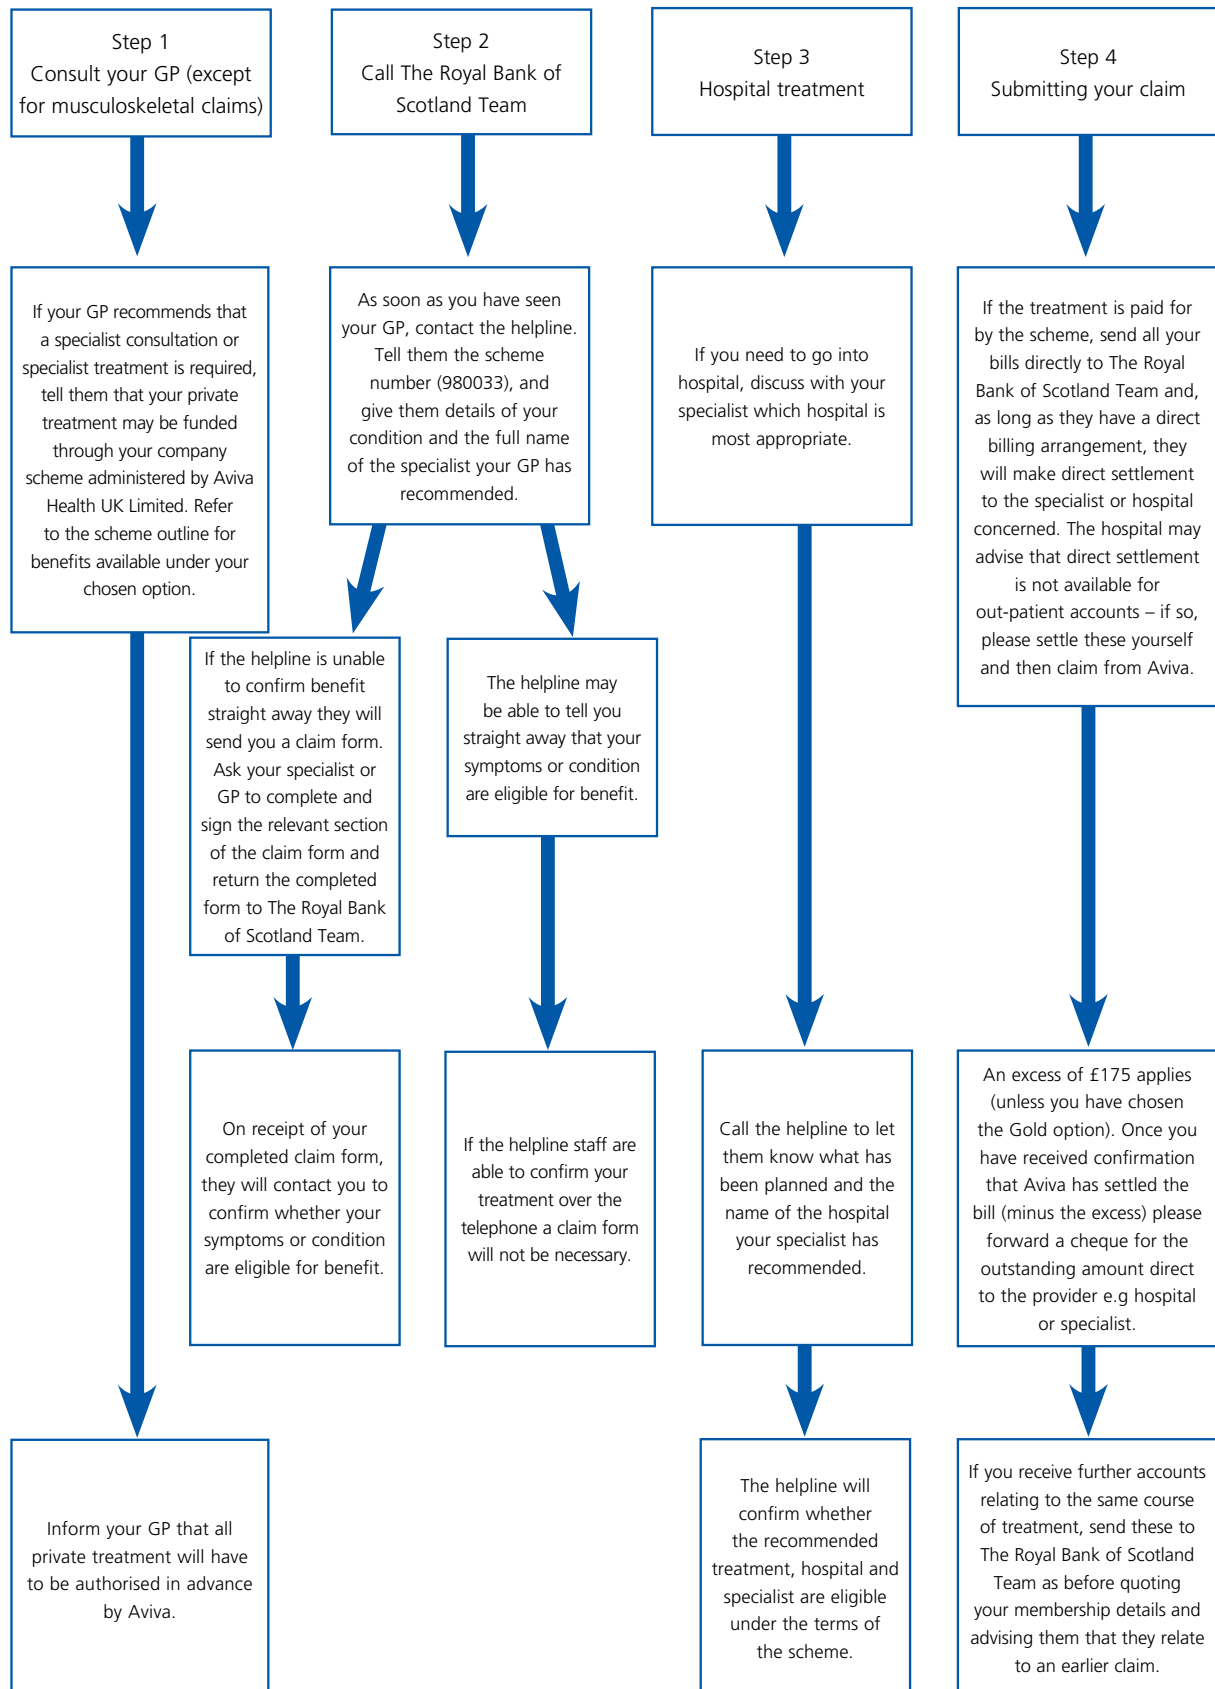 Step 1
Consult your GP (except
for musculoskeletal claims)
If your GP recommends that
a specialist consultation or
specialist treatment is required,
tell them that your private
treatment may be funded
through your company
scheme administered by Aviva
Health UK Limited. Refer
to the scheme outline for
benefits available under your
chosen option.
Inform your GP that all
private treatment will have
to be authorised in advance
by Aviva.
Step 2
Call The Royal Bank of
Scotland Team
As soon as you have seen
your GP, contact the helpline.
Tell them the scheme
number (980033), and
give them details of your
condition and the full name
of the specialist your GP has
recommended.
If the helpline is unable
to confirm benefit
straight away they will
send you a claim form.
Ask your specialist or
GP to complete and
sign the relevant section
of the claim form and
return the completed
form to The Royal Bank
of Scotland Team.
On receipt of your
completed claim form,
they will contact you to
confirm whether your
symptoms or condition
are eligible for benefit.
The helpline may
be able to tell you
straight away that your
symptoms or condition
are eligible for benefit.
If the helpline staff are
able to confirm your
treatment over the
telephone a claim form
will not be necessary.
Step 3
Hospital treatment
If you need to go into
hospital, discuss with your
specialist which hospital is
most appropriate.
Call the helpline to let
them know what has
been planned and the
name of the hospital
your specialist has
recommended.
The helpline will
confirm whether
the recommended
treatment, hospital and
specialist are eligible
under the terms of
the scheme.
Step 4
Submitting your claim
If the treatment is paid for
by the scheme, send all your
bills directly to The Royal
Bank of Scotland Team and,
as long as they have a direct
billing arrangement, they
will make direct settlement
to the specialist or hospital
concerned. The hospital may
advise that direct settlement
is not available for
out-patient accounts – if so,
please settle these yourself
and then claim from Aviva.
An excess of £175 applies
(unless you have chosen
the Gold option). Once you
have received confirmation
that Aviva has settled the
bill (minus the excess) please
forward a cheque for the
outstanding amount direct
to the provider e.g hospital
or specialist.
If you receive further accounts
relating to the same course
of treatment, send these to
The Royal Bank of Scotland
Team as before quoting
your membership details and
advising them that they relate
to an earlier claim.